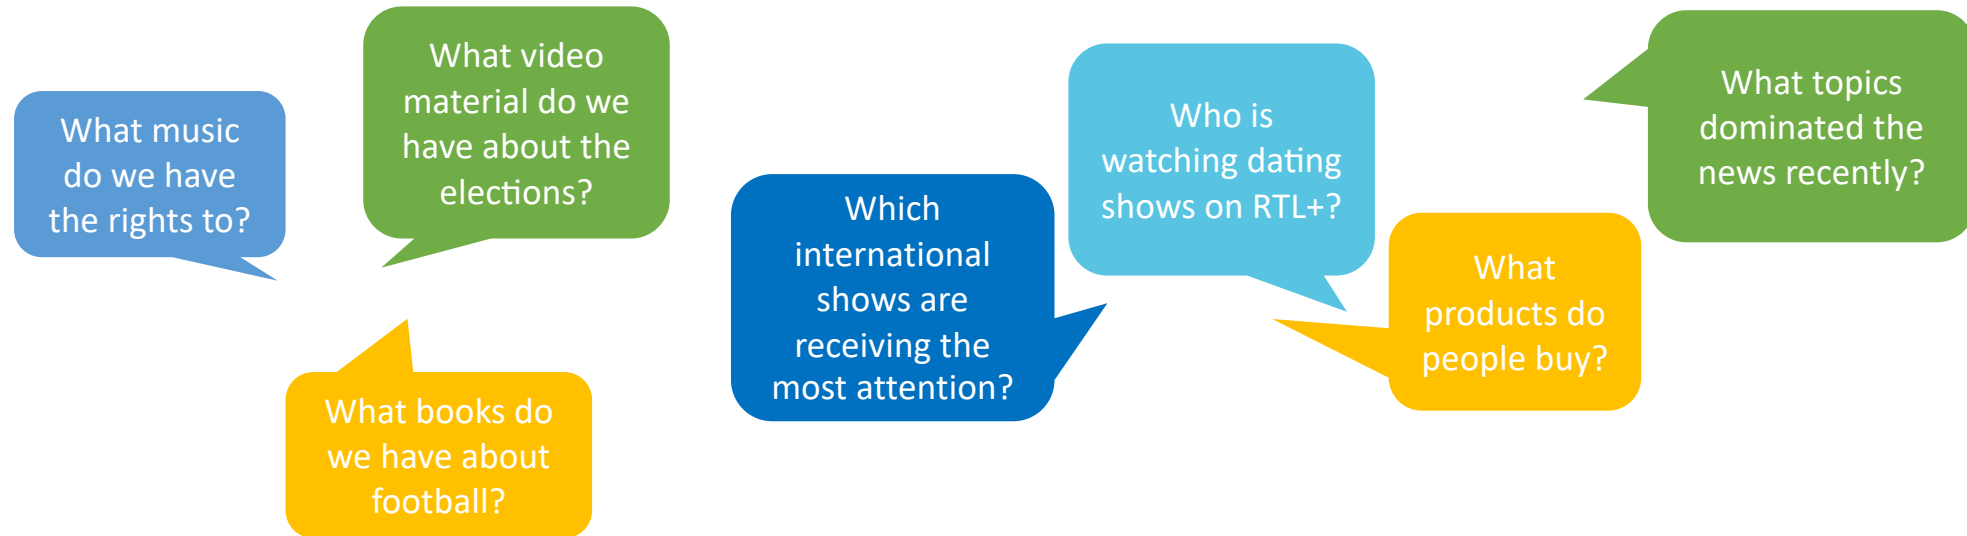 What music
do we have
the rights to?
What video
material do we
have about the
elections?
What books do
we have about
football?
Which
international
shows are
receiving the
most attention?
Who is
watching dating
shows on RTL+?
What
products do
people buy?
What topics
dominated the
news recently?